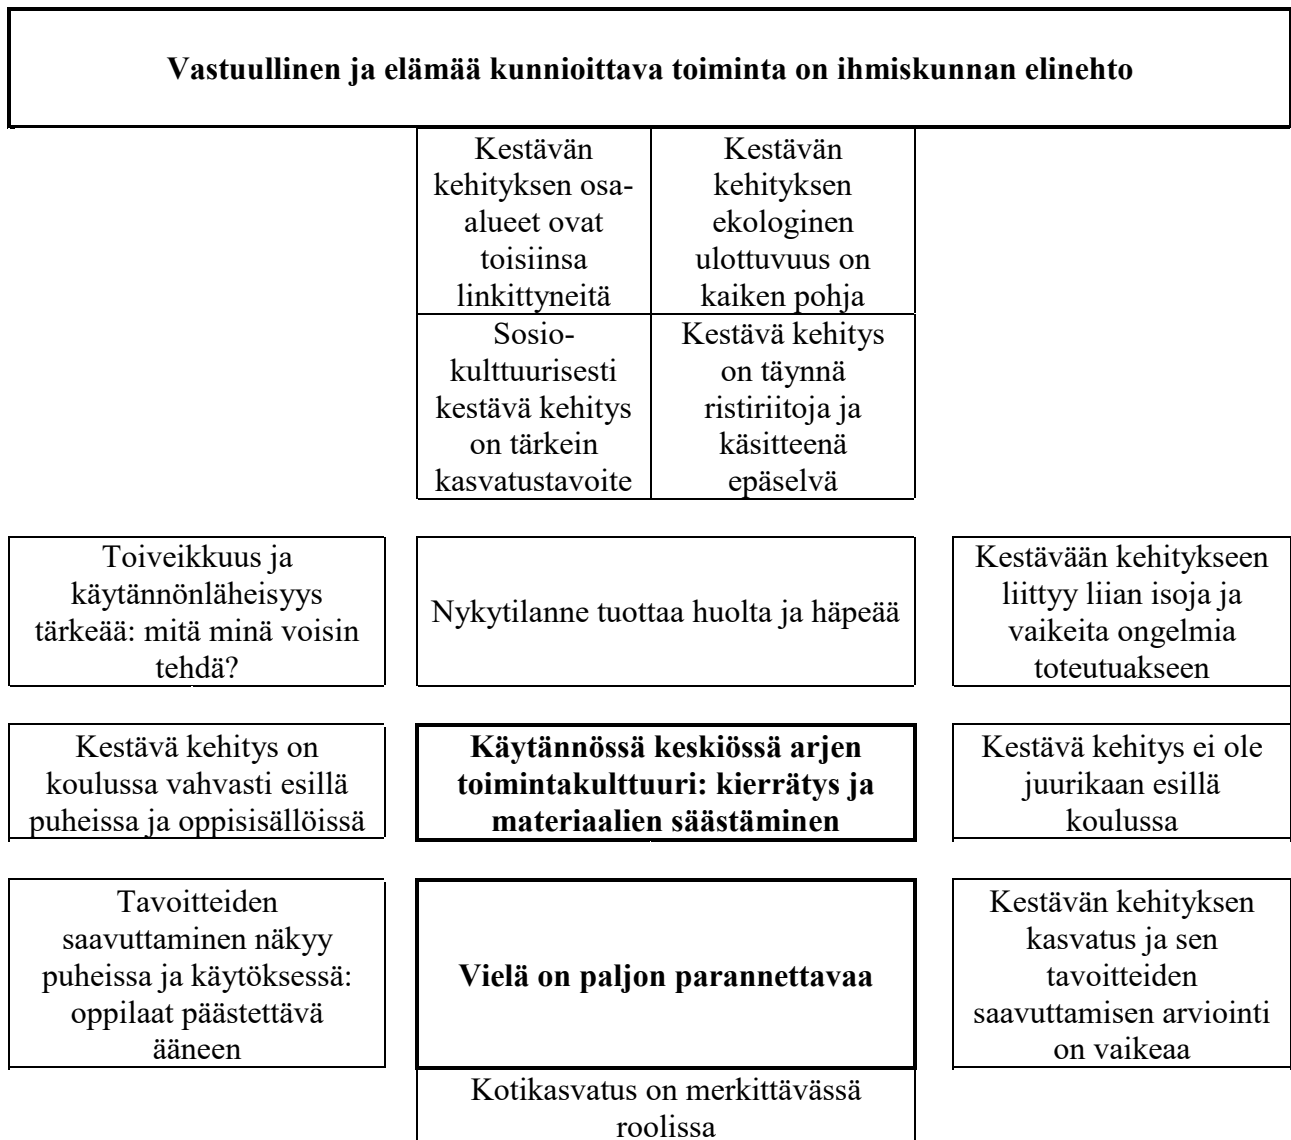 Vastuullinen ja elämää kunnioittava toiminta on ihmiskunnan elinehto
Kestävän
kehityksen osa-
alueet ovat
toisiinsa
linkittyneitä
Kestävän
kehityksen
ekologinen
ulottuvuus on
kaiken pohja
Sosio-
kulttuurisesti
kestävä kehitys
on tärkein
kasvatustavoite
Kestävä kehitys
on täynnä
ristiriitoja ja
käsitteenä
epäselvä
Toiveikkuus ja
käytännönläheisyys
tärkeää: mitä minä voisin
tehdä?
Nykytilanne tuottaa huolta ja häpeää
Kestävään kehitykseen
liittyy liian isoja ja
vaikeita ongelmia
toteutuakseen
Kestävä kehitys on
koulussa vahvasti esillä
puheissa ja oppisisällöissä
Käytännössä keskiössä arjen
toimintakulttuuri: kierrätys ja
materiaalien säästäminen
Kestävä kehitys ei ole
juurikaan esillä
koulussa
Tavoitteiden
saavuttaminen näkyy
puheissa ja käytöksessä:
oppilaat päästettävä
ääneen
Vielä on paljon parannettavaa
Kestävän kehityksen
kasvatus ja sen
tavoitteiden
saavuttamisen arviointi
on vaikeaa
Kotikasvatus on merkittävässä
roolissa